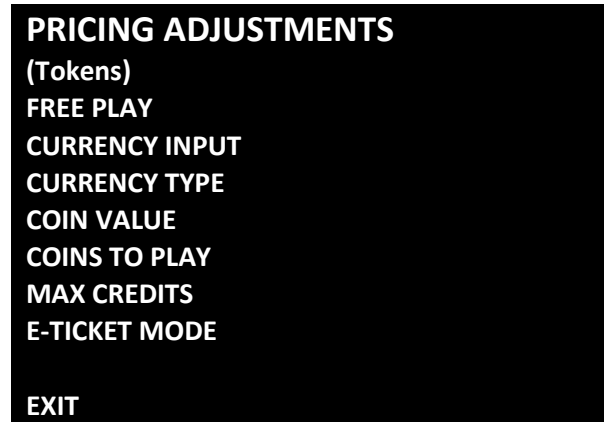 PRICING ADJUSTMENTS
(Tokens)
FREE PLAY
CURRENCY INPUT
CURRENCY TYPE
COIN VALUE
COINS TO PLAY
MAX CREDITS
E-TICKET MODE
EXIT